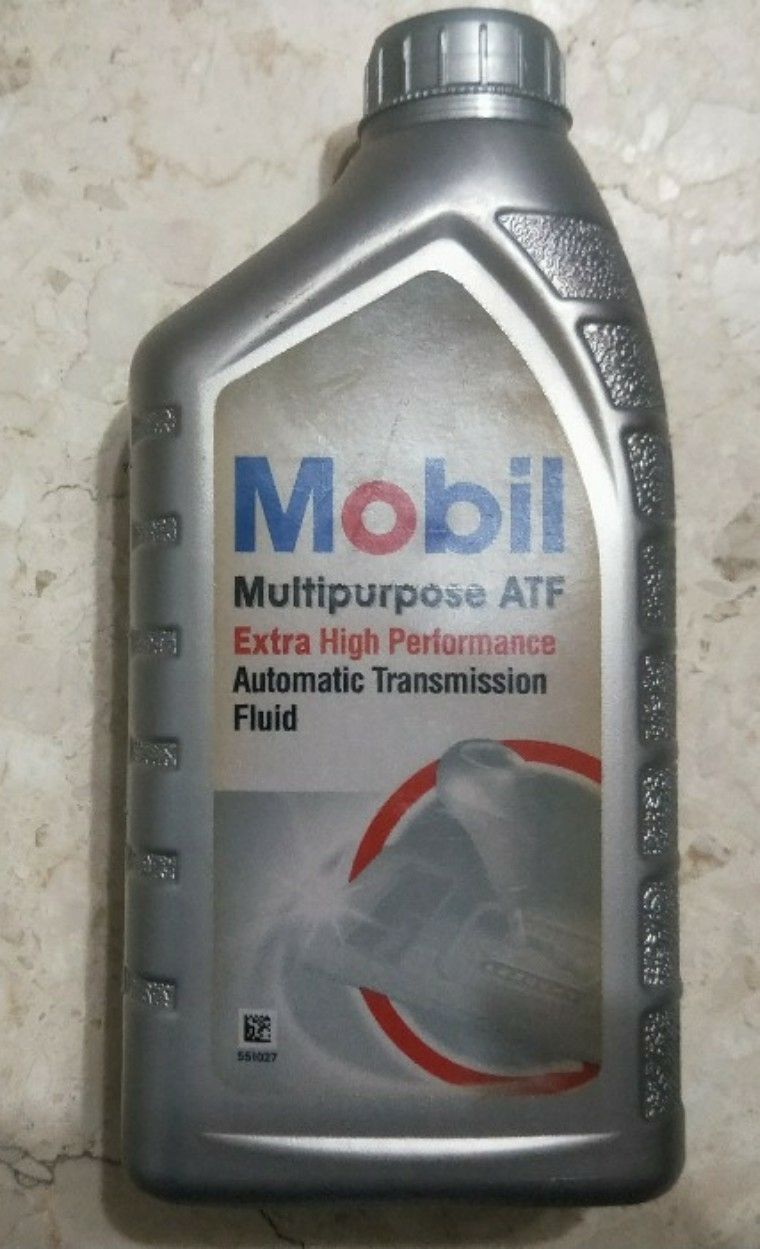 Mobil
Multipurpose ATF
Extra High Performance
Automatic Transmission
Fluid
551027